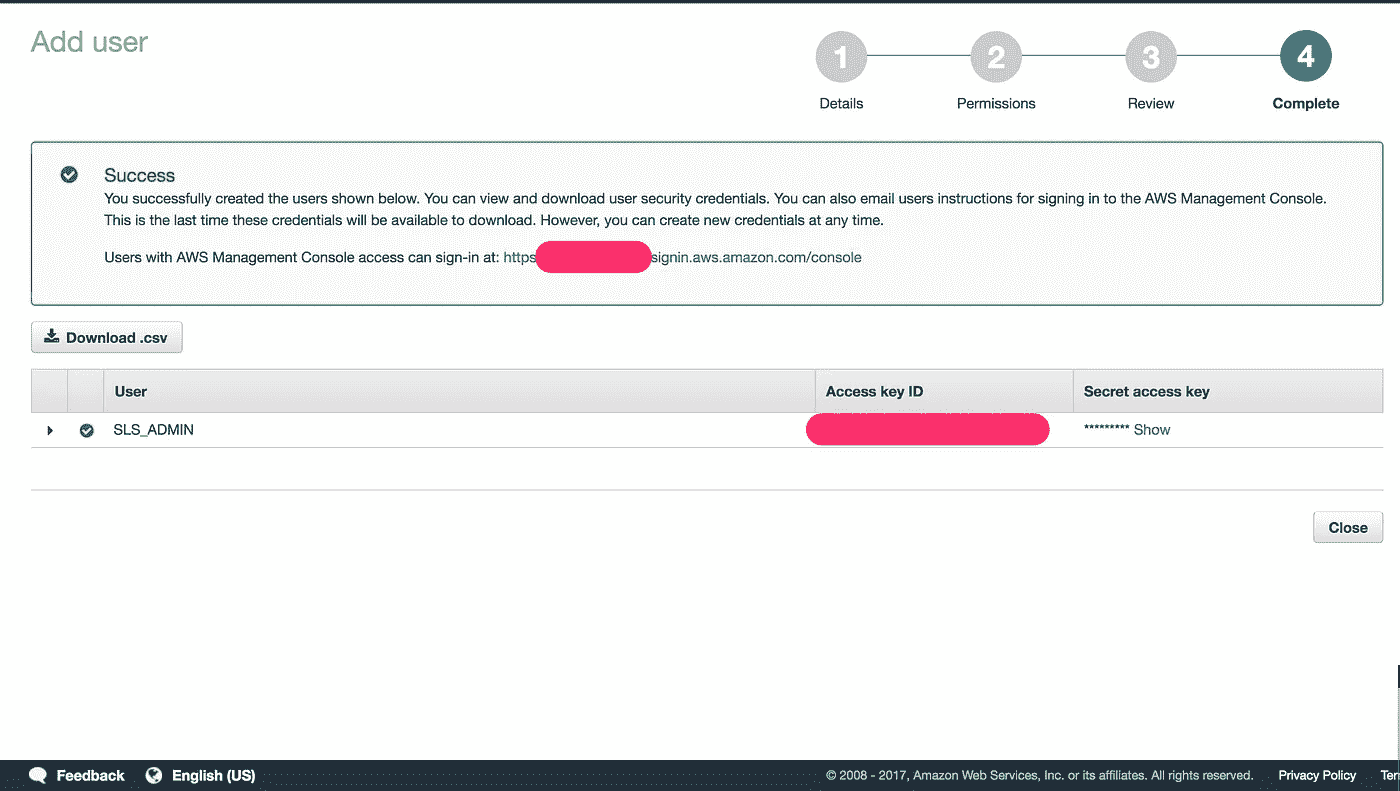 Add user
1 2 3 4
Details Permissions Review Complete
Success
You successfully created the users shown below. You can view and download user security credentials. You can also email users instructions for signing in to the AWS Management Console.
This is the last time these credentials will be available to download. However, you can create new credentials at any time.
Users with AWS Management Console access can sign-in at: https signin.aws.amazon.com/console
Download .csv
User Access key ID Secret access key
SLS_ADMIN ********* Show
Close
Feedback English (US) © 2008 - 2017, Amazon Web Services, Inc. or its affiliates. All rights reserved. Privacy Policy